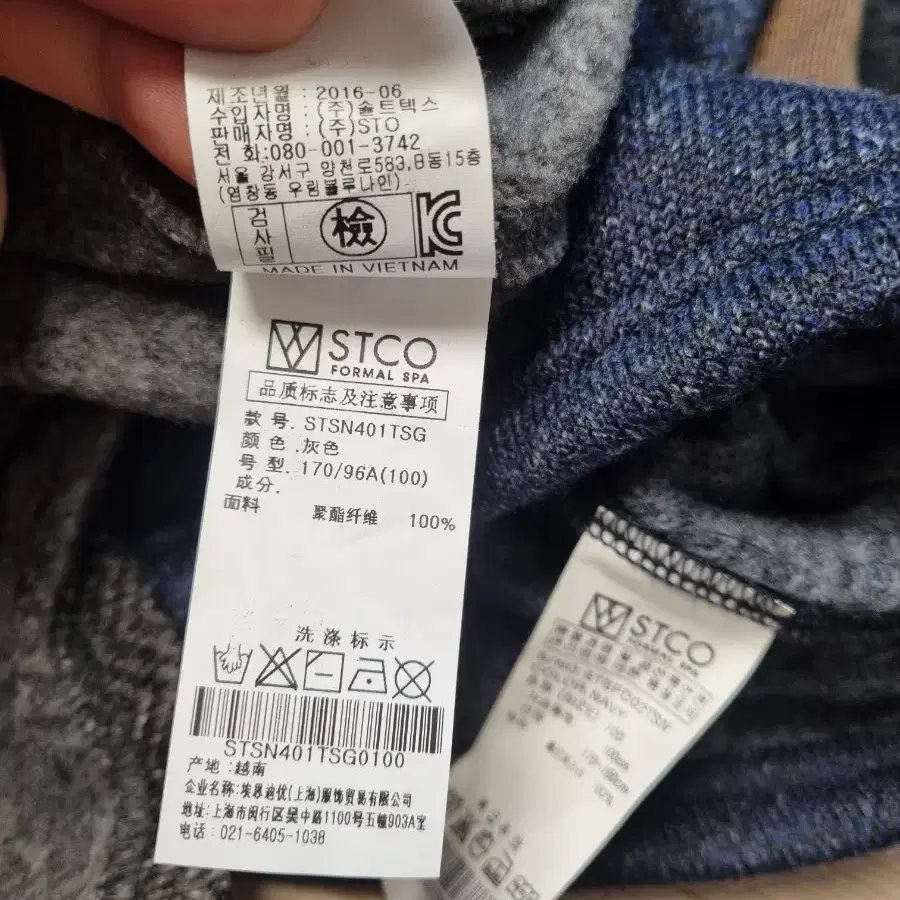 제조년월 : 2016-06
수입자명 : (주)솔트텍스
판매자명 : (주)STO
전 화:080-001-3742
서울 강서구 양천로583,B동15층
(염창동 우림블루나인)
검사필
檢
MADE IN VIETNAM
STCO
FORMAL SPA
品质标志及注意事项
款 号. STSN401TSG
颜 色.灰色
号 型. 170/96A(100)
成分.
面料 聚酯纤维 100%
洗 涤 标 示
STSN401TSG0100
产地:越南
企业名称:埃恩迪优(上海)服饰贸易有限公司
地址:上海市闵行区吴中路1100号五幢903A室
电话:021-6405-1038
STCO
FORMAL SPA